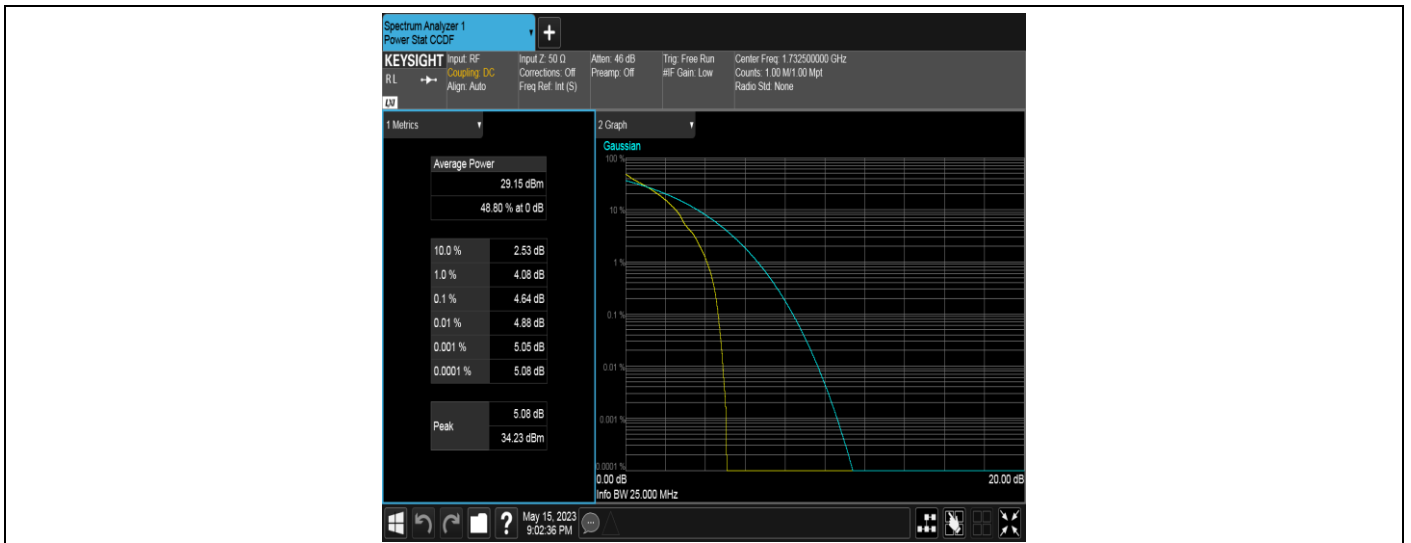 Spectrum Analyzer 1
Power Stat CCDF
+
KEYSIGHT
RL
LXI
Input: RF
Coupling: DC
Align: Auto
Input Z: 50 Ω
Corrections: Off
Freq Ref: Int (S)
Atten: 46 dB
Preamp: Off
Trig: Free Run
#IF Gain: Low
Center Freq: 1.732500000 GHz
Counts: 1.00 M/1.00 Mpt
Radio Std: None
1 Metrics
Average Power
29.15 dBm
48.80 % at 0 dB
10.0 % 2.53 dB
1.0 % 4.08 dB
0.1 % 4.64 dB
0.01 % 4.88 dB
0.001 % 5.05 dB
0.0001 % 5.08 dB
Peak
5.08 dB
34.23 dBm
2 Graph
Gaussian
100 %
10 %
1 %
0.1 %
0.01 %
0.001 %
0.0001 %
0.00 dB 20.00 dB
Info BW 25.000 MHz
?
May 15, 2023
9:02:36 PM